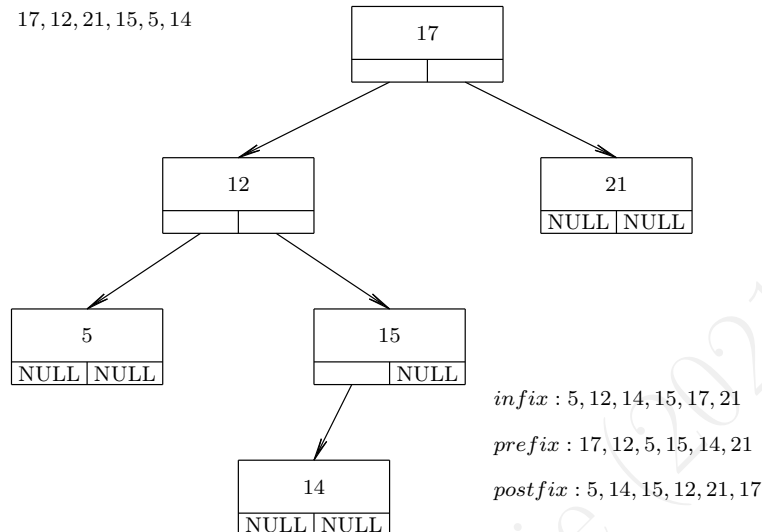 17, 12, 21, 15, 5, 14
17
12
21
NULL NULL
5
15
NULL NULL
NULL
infix : 5, 12, 14, 15, 17, 21
prefix : 17, 12, 5, 15, 14, 21
14
postfix : 5, 14, 15, 12, 21, 17
NULL NULL